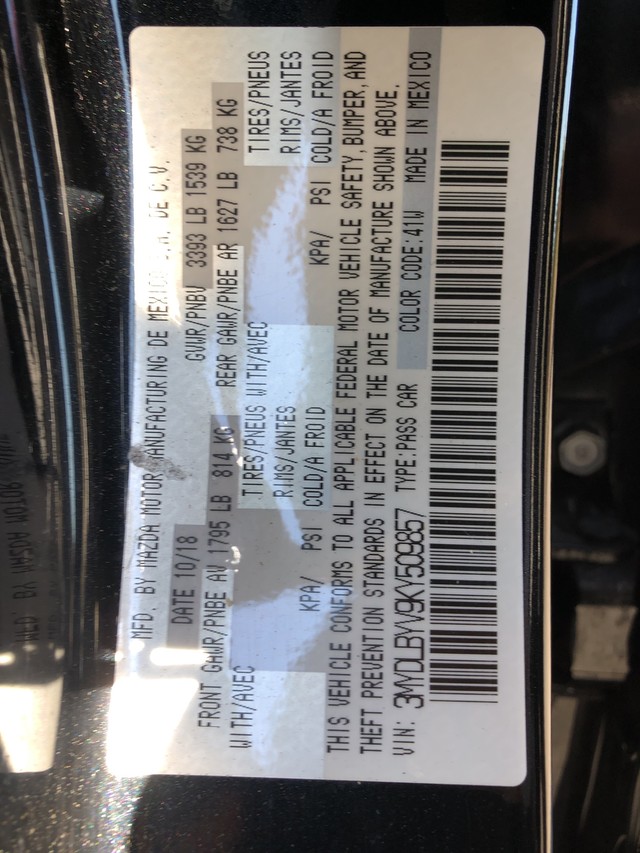 MFD. BY MAZDA MOTOR MANUFACTURING DE MEXICO S.A. DE C.V.
DATE 10/18 GVWR/PNBV 3393 LB 1539 KG
FRONT GAWR/PNBE AV 1795 LB 814 KG REAR GAWR/PNBE AR 1627 LB 738 KG
WITH/AVEC TIRES/PNEUS WITH/AVEC TIRES/PNEUS
RIMS/JANTES RIMS/JANTES
KPA/ PSI COLD/A FROID KPA/ PSI COLD/A FROID
THIS VEHICLE CONFORMS TO ALL APPLICABLE FEDERAL MOTOR VEHICLE SAFETY, BUMPER, AND
THEFT PREVENTION STANDARDS IN EFFECT ON THE DATE OF MANUFACTURE SHOWN ABOVE.
VIN: 3MYDLBYV9KY509857 TYPE:PASS CAR COLOR CODE:41W MADE IN MEXICO